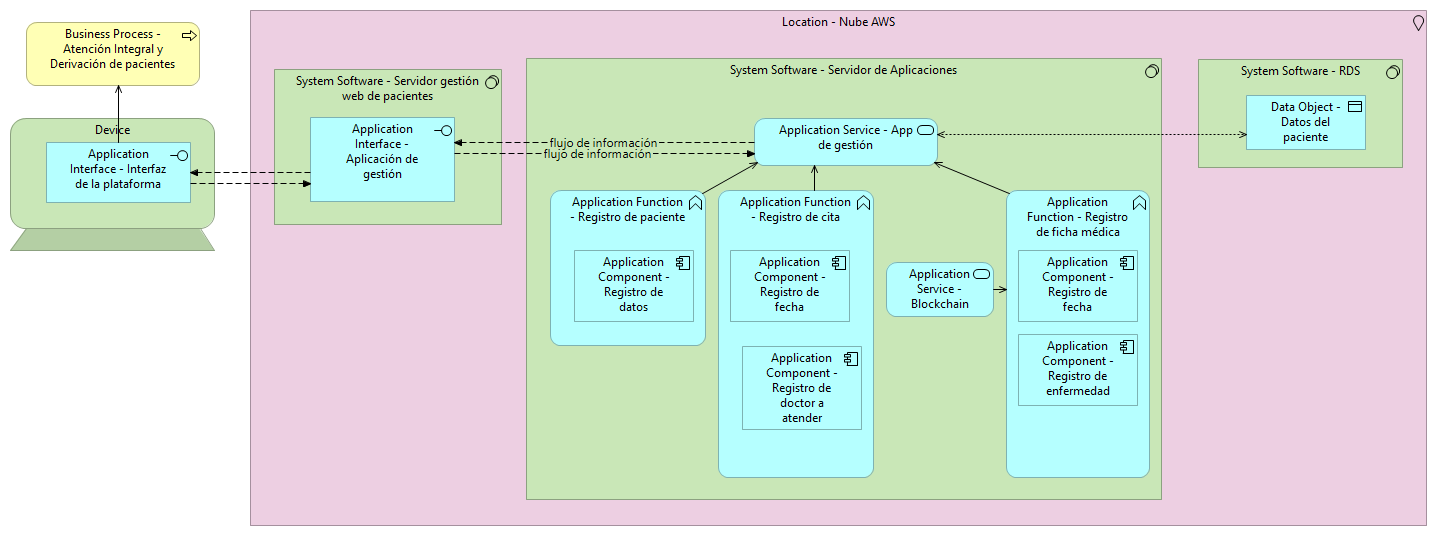 Location - Nube AWS
Business Process -
Atención Integral y
Derivación de pacientes
Device
Application
Interface - Interfaz
de la plataforma
System Software - Servidor gestión
web de pacientes
Application
Interface -
Aplicación de
gestión
flujo de información
flujo de información
System Software - Servidor de Aplicaciones
Application Service - App
de gestión
Application Function
- Registro de paciente
Application
Component -
Registro de
datos
Application Function
- Registro de cita
Application
Component -
Registro de
fecha
Application
Component -
Registro de
doctor a
atender
Application
Service -
Blockchain
Application
Function - Registro
de ficha médica
Application
Component -
Registro de
fecha
Application
Component -
Registro de
enfermedad
System Software - RDS
Data Object -
Datos del
paciente